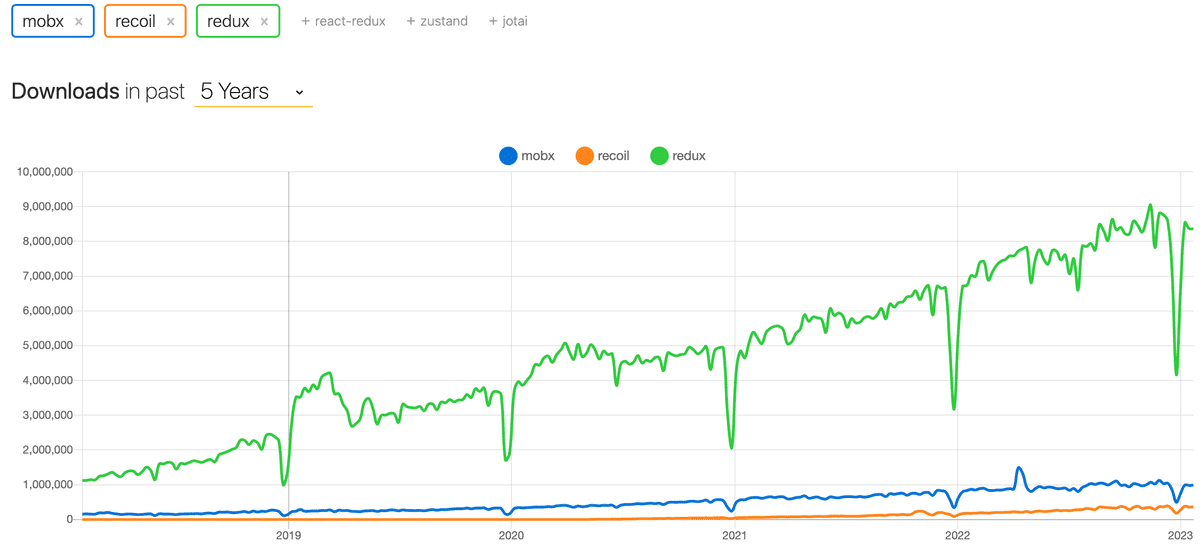 mobx × recoil × redux × + react-redux + zustand + jotai
Downloads in past 5 Years
mobx recoil redux
10,000,000
9,000,000
8,000,000
7,000,000
6,000,000
5,000,000
4,000,000
3,000,000
2,000,000
1,000,000
0
2019 2020 2021 2022 2023